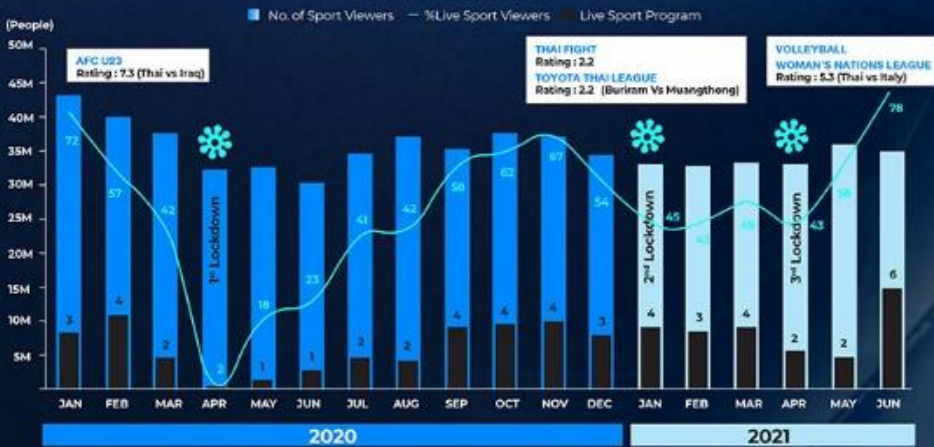 No. of Sport Viewers
%Live Sport Viewers
Live Sport Program
(People)
50M
45M
40M
35M
30M
25M
20M
15M
10M
5M
AFC U23
Rating : 7.3 (Thai vs Iraq)
THAI FIGHT
Rating : 2.2
TOYOTA THAI LEAGUE
Rating : 2.2 (Buriram Vs Muangthong)
VOLLEYBALL
WOMAN'S NATIONS LEAGUE
Rating : 5.3 (Thai vs Italy)
72
57
42
2
18
23
41
42
58
62
67
54
45
43
43
78
1st Lockdown
2nd Lockdown
3rd Lockdown
3
4
2
1
1
2
2
4
4
4
3
4
3
4
2
2
6
JAN FEB MAR APR MAY JUN JUL AUG SEP OCT NOV DEC JAN FEB MAR APR MAY JUN
2020
2021